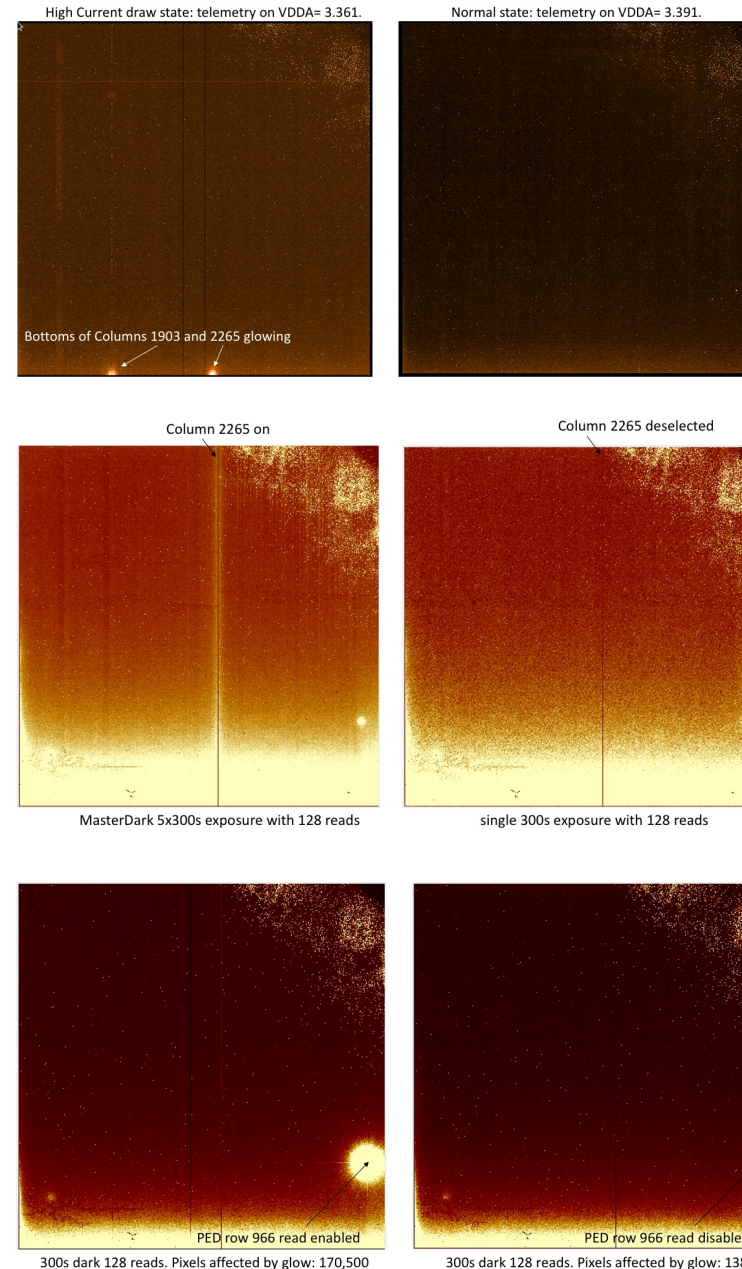 High Current draw state: telemetry on VDDA= 3.361.
Normal state: telemetry on VDDA= 3.391.
Bottoms of Columns 1903 and 2265 glowing
Column 2265 on
Column 2265 deselected
MasterDark 5x300s exposure with 128 reads
single 300s exposure with 128 reads
PED row 966 read enabled
PED row 966 read disable
300s dark 128 reads. Pixels affected by glow: 170,500
300s dark 128 reads. Pixels affected by glow: 138